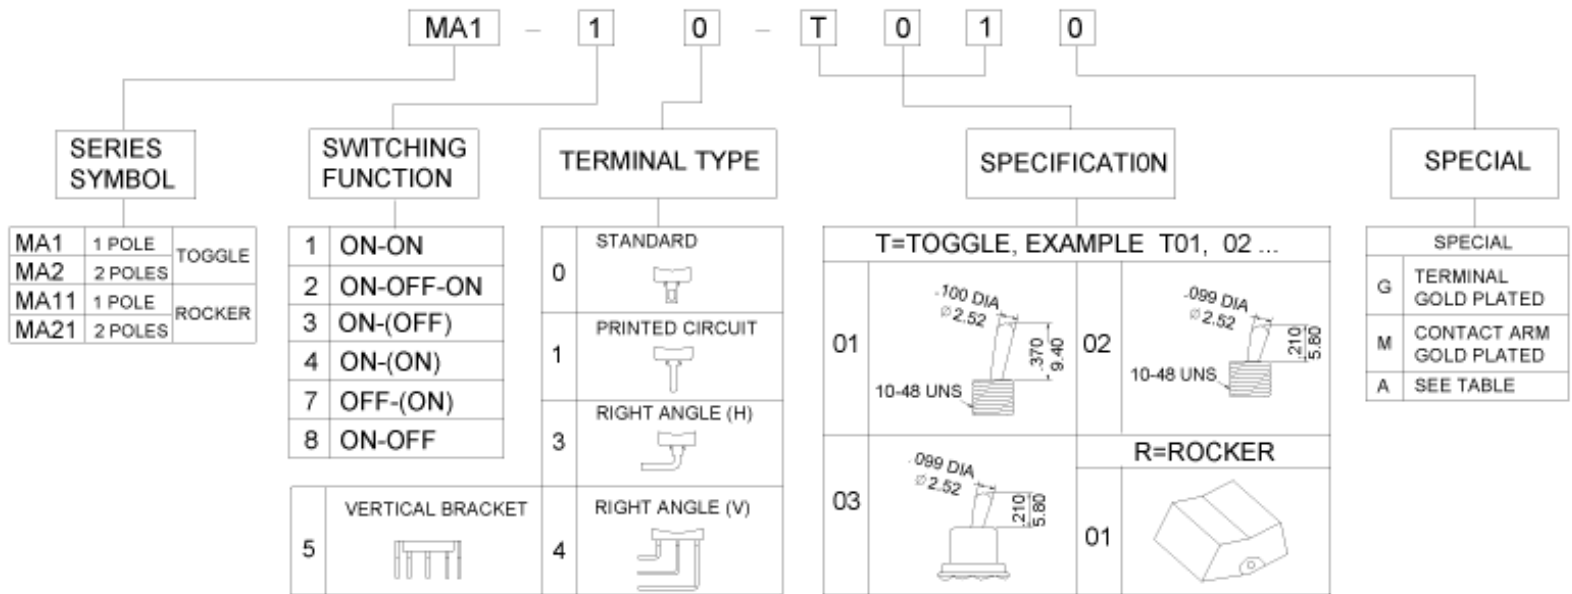 MA1 - 1 0 - T 0 1 0
SERIES
SYMBOL
MA1 1 POLE TOGGLE
MA2 2 POLES
MA11 1 POLE ROCKER
MA21 2 POLES
SWITCHING
FUNCTION
1 ON-ON
2 ON-OFF-ON
3 ON-(OFF)
4 ON-(ON)
7 OFF-(ON)
8 ON-OFF
5 VERTICAL BRACKET
TERMINAL TYPE
0 STANDARD
1 PRINTED CIRCUIT
3 RIGHT ANGLE (H)
4 RIGHT ANGLE (V)
SPECIFICATION
T=TOGGLE, EXAMPLE T01, 02 ...
01
.100 DIA
∅2.52
.370
9.40
10-48 UNS
02
.099 DIA
∅2.52
.210
5.80
10-48 UNS
03
.099 DIA
∅2.52
.210
5.80
R=ROCKER
01
SPECIAL
SPECIAL
G TERMINAL
GOLD PLATED
M CONTACT ARM
GOLD PLATED
A SEE TABLE